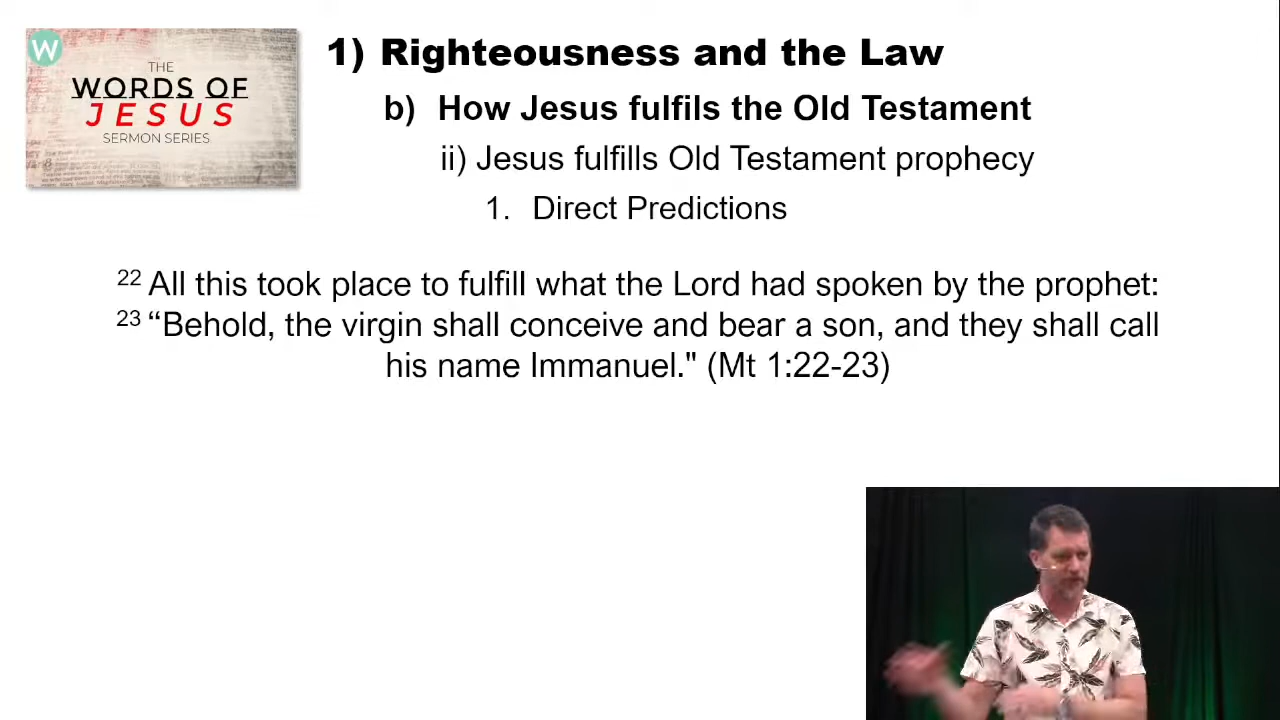 W
THE
WORDS OF
JESUS
SERMON SERIES
1) Righteousness and the Law
b) How Jesus fulfils the Old Testament
ii) Jesus fulfills Old Testament prophecy
1. Direct Predictions
22 All this took place to fulfill what the Lord had spoken by the prophet:
23 “Behold, the virgin shall conceive and bear a son, and they shall call
his name Immanuel." (Mt 1:22-23)